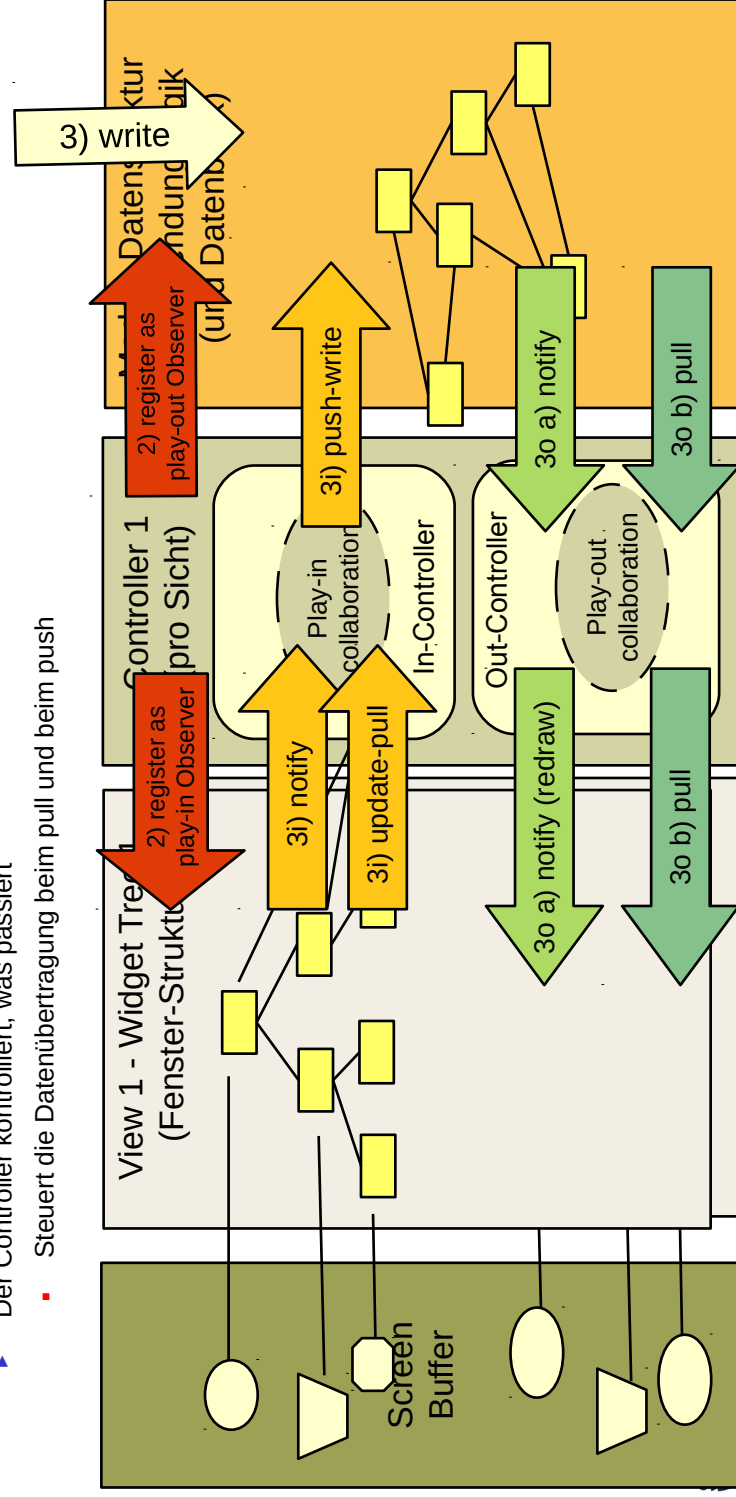 Der Controller kontrolliert, was passiert
Steuert die Datenübertragung beim pull und beim push
Screen
Buffer
View 1 - Widget Tree 1
(Fenster-Struktur
2) register as
play-in Observer
3i) notify
3i) update-pull
3o a) notify (redraw)
3o b) pull
Controller 1
(pro Sicht)
Play-in
collaboration
In-Controller
Out-Controller
Play-out
collaboration
2) register as
play-out Observer
3i) push-write
3o a) notify
3o b) pull
(und Datenb
3) write